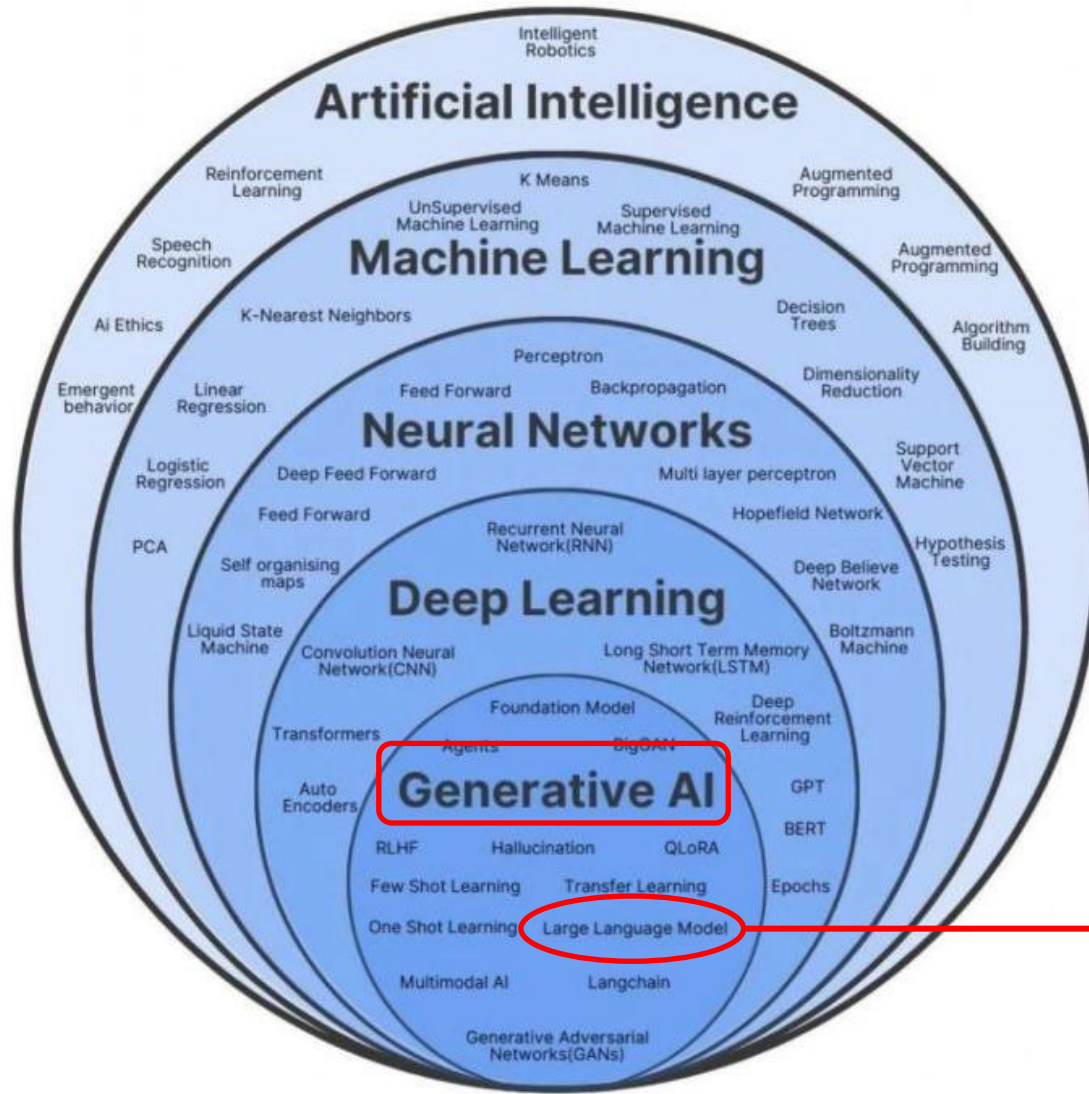 Intelligent
Robotics
Artificial Intelligence
Reinforcement
Learning
K Means
Augmented
Programming
UnSupervised
Machine Learning
Supervised
Machine Learning
Speech
Recognition
Machine Learning
Augmented
Programming
Ai Ethics
K-Nearest Neighbors
Decision
Trees
Algorithm
Building
Emergent
behavior
Linear
Regression
Perceptron
Feed Forward
Backpropagation
Dimensionality
Reduction
Neural Networks
Logistic
Regression
Deep Feed Forward
Multi layer perceptron
Support
Vector
Machine
Feed Forward
Hopefield Network
PCA
Recurrent Neural
Network(RNN)
Hypothesis
Testing
Self organising
maps
Deep Believe
Network
Deep Learning
Liquid State
Machine
Boltzmann
Machine
Convolution Neural
Network(CNN)
Long Short Term Memory
Network(LSTM)
Foundation Model
Deep
Reinforcement
Learning
Transformers
Agents
BigGAN
Auto
Encoders
Generative AI
GPT
BERT
RLHF
Hallucination
QLoRA
Few Shot Learning
Transfer Learning
Epochs
One Shot Learning
Large Language Model
Multimodal AI
Langchain
Generative Adversarial
Networks(GANs)